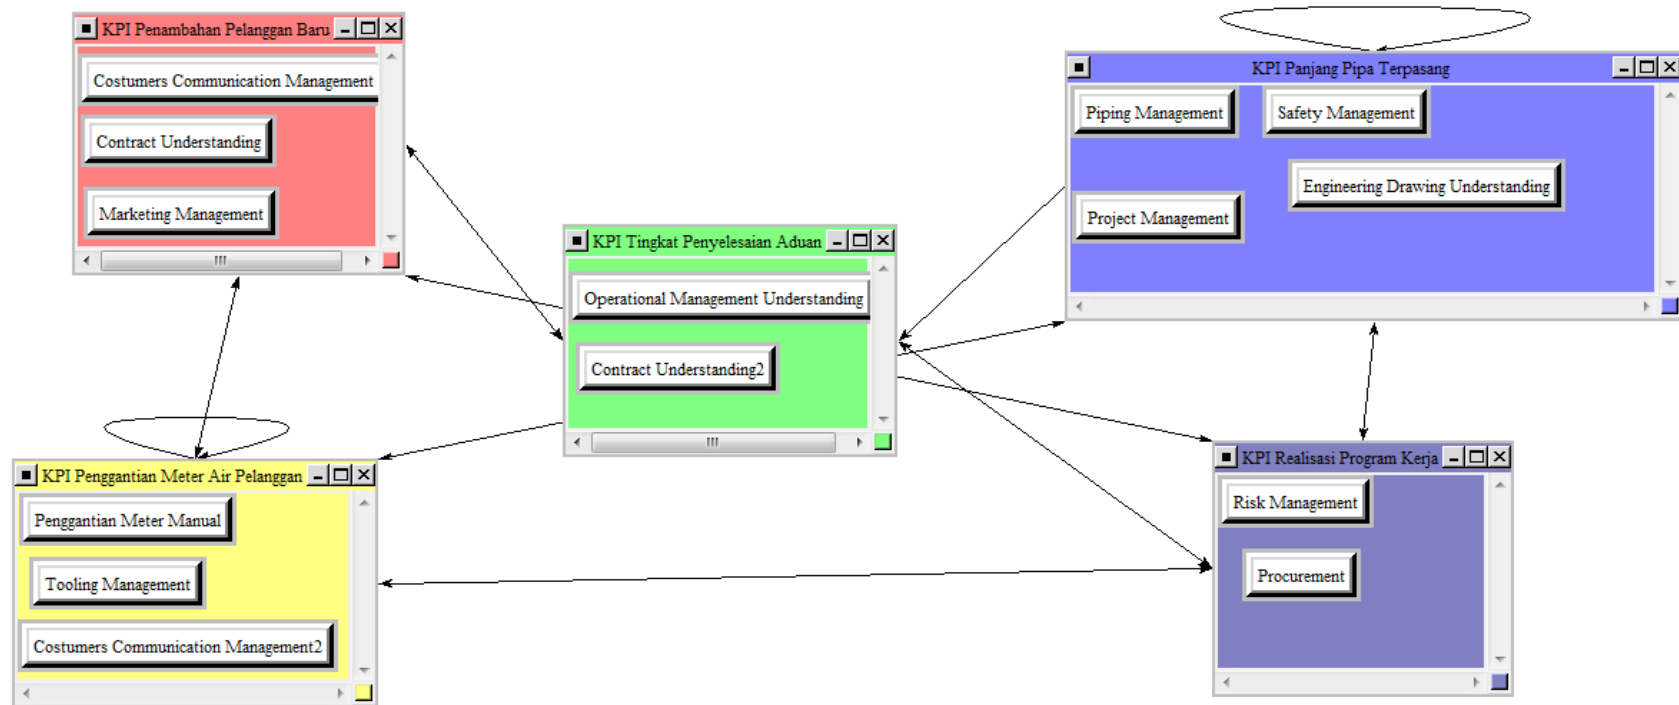 KPI Penambahan Pelanggan Baru
Costumers Communication Management
Contract Understanding
Marketing Management
KPI Panjang Pipa Terpasang
Piping Management
Safety Management
Engineering Drawing Understanding
Project Management
KPI Tingkat Penyelesaian Aduan
Operational Management Understanding
Contract Understanding2
KPI Penggantian Meter Air Pelanggan
Penggantian Meter Manual
Tooling Management
Costumers Communication Management2
KPI Realisasi Program Kerja
Risk Management
Procurement